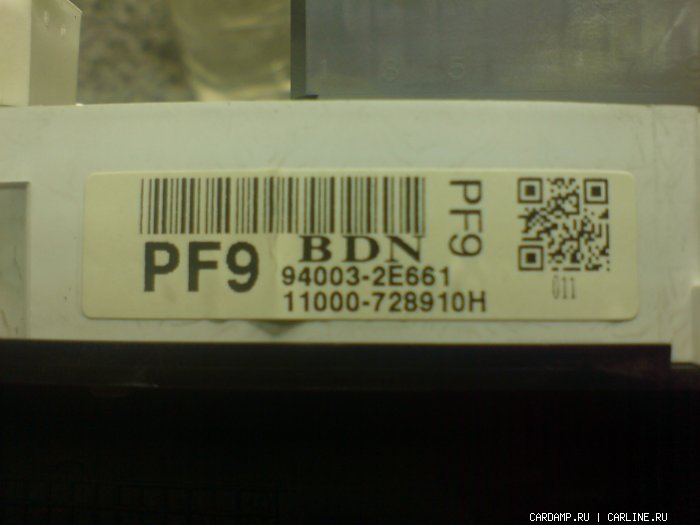 PF9
BDN
PF9
94003-2E661
11000-728910H
011
CARDAMP.RU | CARLINE.RU